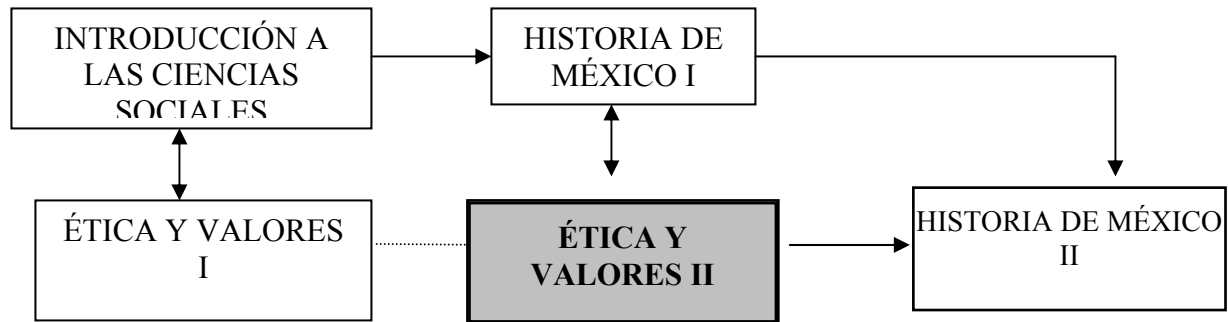 INTRODUCCIÓN A
LAS CIENCIAS
SOCIALES
HISTORIA DE
MÉXICO I
ÉTICA Y VALORES
I
ÉTICA Y
VALORES II
HISTORIA DE MÉXICO
II